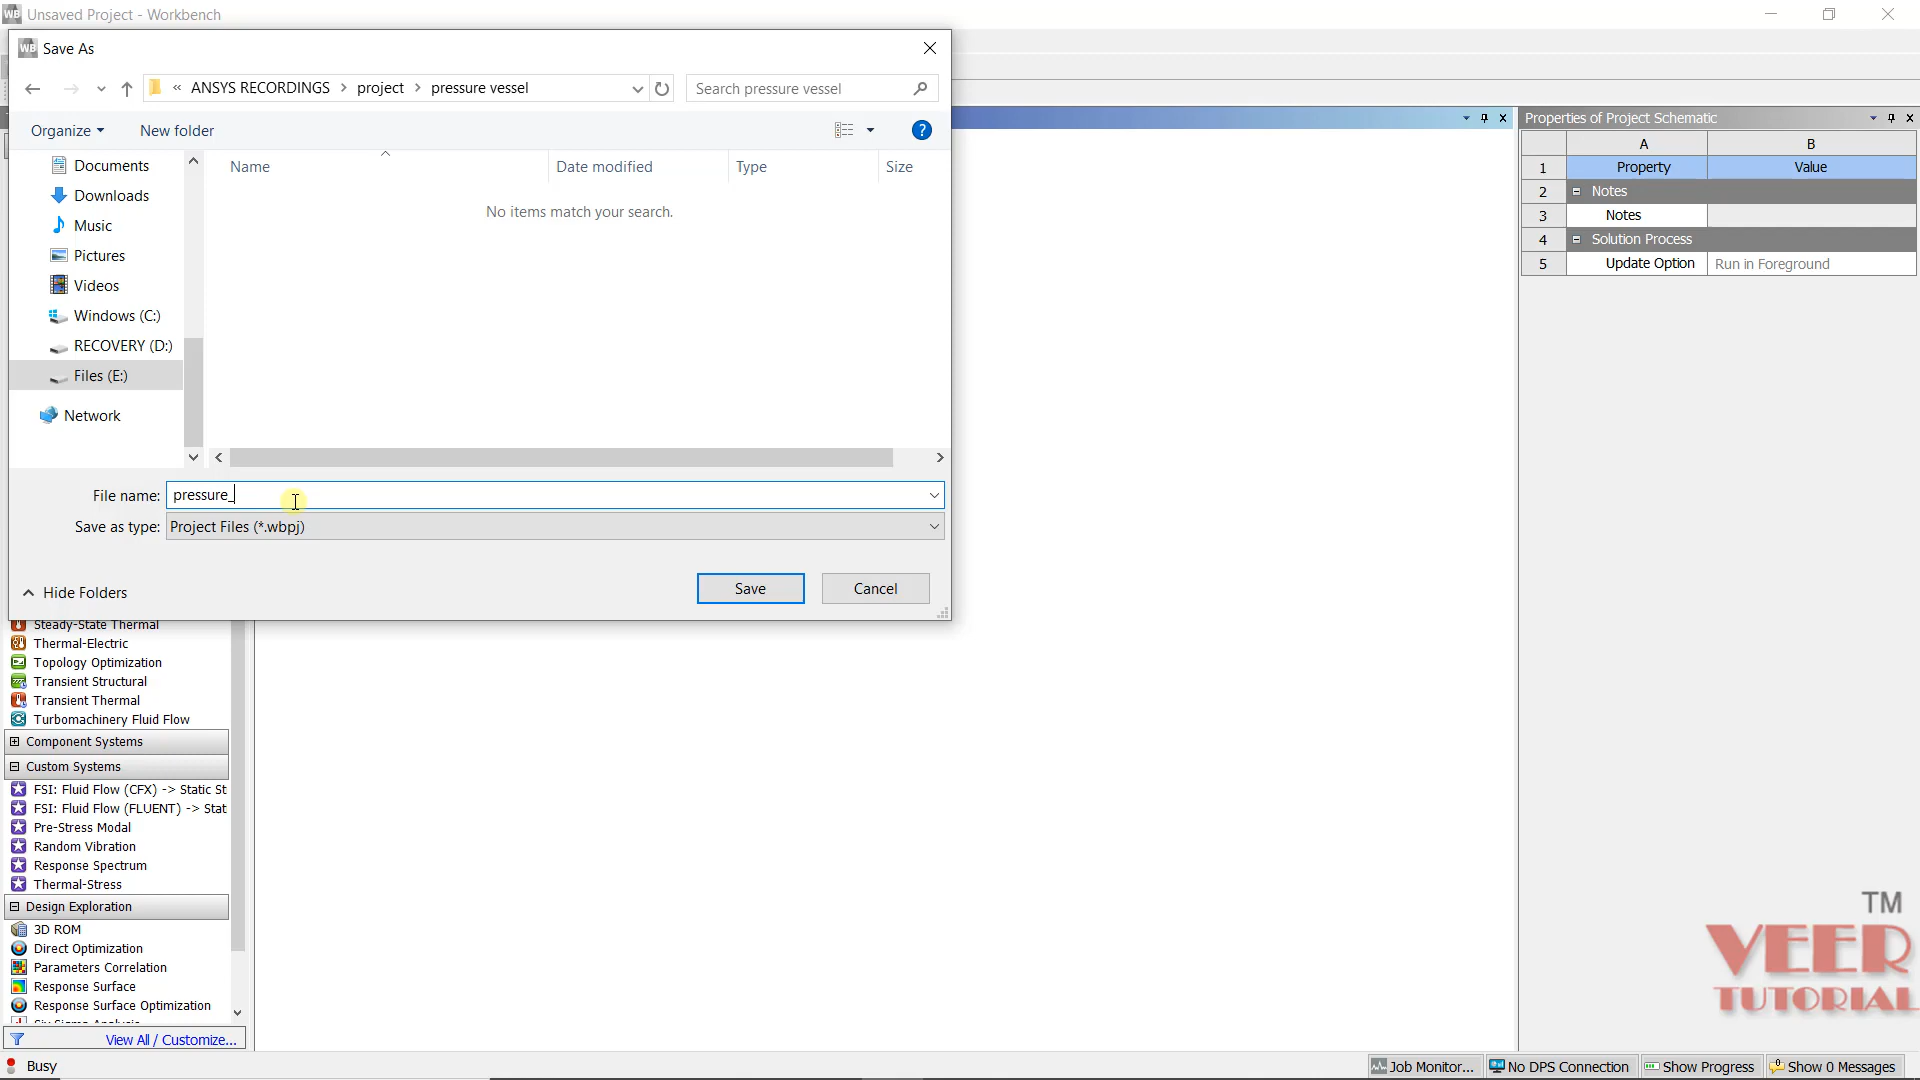 Unsaved Project - Workbench
Save As
« ANSYS RECORDINGS > project > pressure vessel
Search pressure vessel
Organize
New folder
Documents
Downloads
Music
Pictures
Videos
Windows (C:)
RECOVERY (D:)
Files (E:)
Network
Name
Date modified
Type
Size
No items match your search.
File name: pressure_
Save as type: Project Files (*.wbpj)
Hide Folders
Save
Cancel
Steady-State Thermal
Thermal-Electric
Topology Optimization
Transient Structural
Transient Thermal
Turbomachinery Fluid Flow
Component Systems
Custom Systems
FSI: Fluid Flow (CFX) -> Static St
FSI: Fluid Flow (FLUENT) -> Stat
Pre-Stress Modal
Random Vibration
Response Spectrum
Thermal-Stress
Design Exploration
3D ROM
Direct Optimization
Parameters Correlation
Response Surface
Response Surface Optimization
View All / Customize...
Properties of Project Schematic
A B
1 Property Value
2 Notes
3 Notes
4 Solution Process
5 Update Option Run in Foreground
TM
VEER
TUTORIAL
Busy
Job Monitor...
No DPS Connection
Show Progress
Show 0 Messages